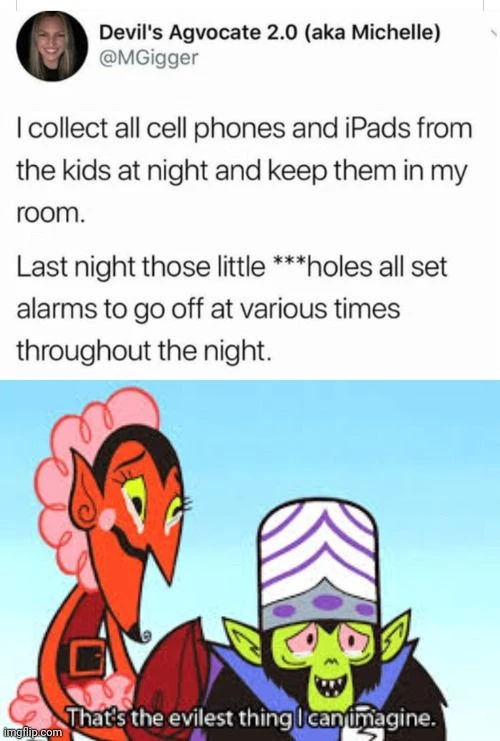 Devil's Agvocate 2.0 (aka Michelle)
@MGigger
I collect all cell phones and iPads from
the kids at night and keep them in my
room.
Last night those little ***holes all set
alarms to go off at various times
throughout the night.
That's the evilest thing I can imagine.
imgflip.com